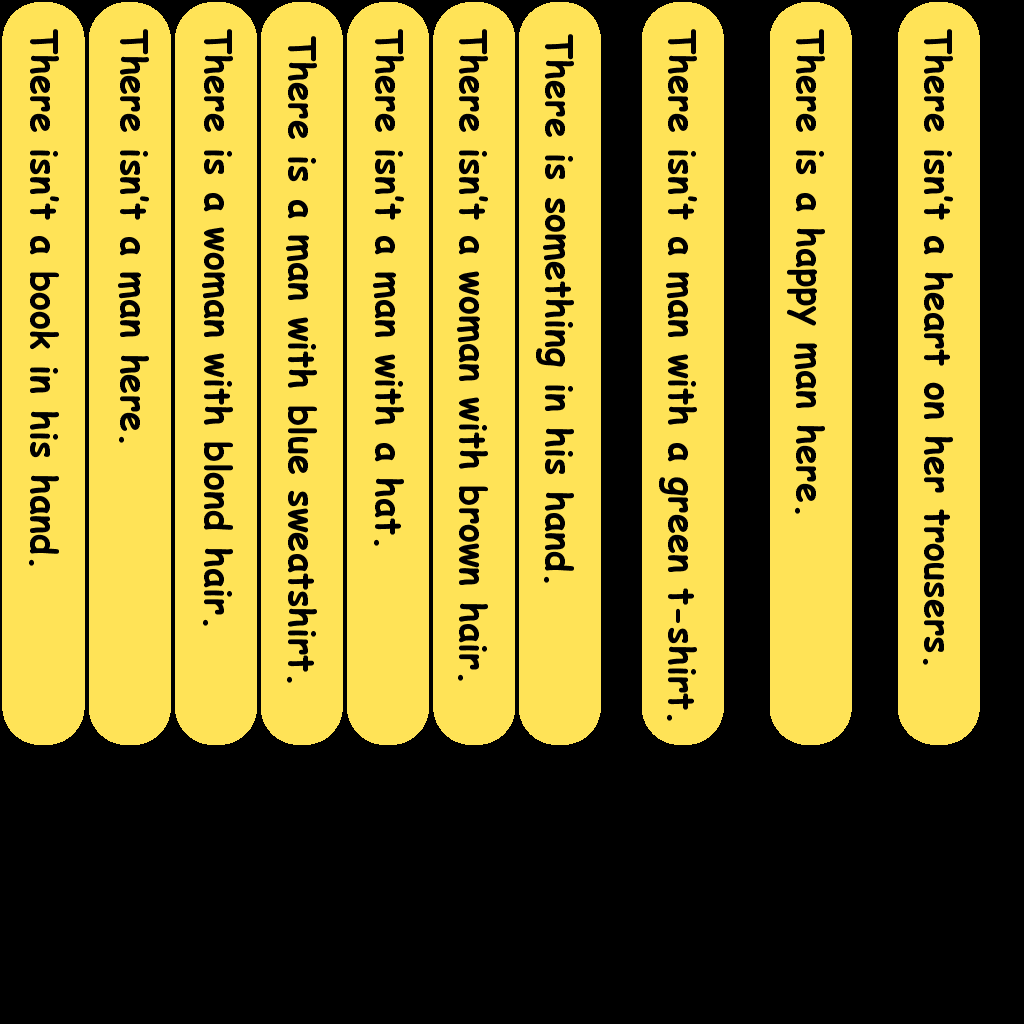 There isn't a book in his hand.
There isn't a man here.
There is a woman with blond hair.
There is a man with blue sweatshirt.
There isn't a man with a hat.
There isn't a woman with brown hair.
There is something in his hand.
There isn't a man with a green t-shirt.
There is a happy man here.
There isn't a heart on her trousers.